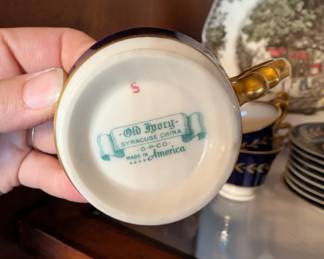 5
Old Ivory
SYRACUSE CHINA
O.P.CO.
MADE IN America